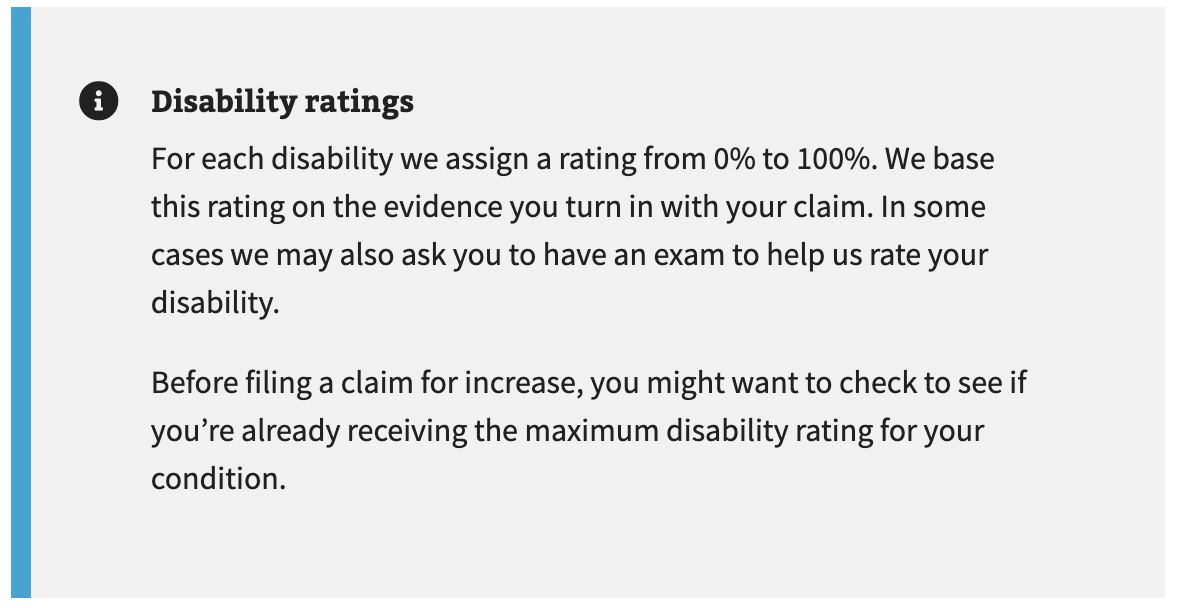 Disability ratings
For each disability we assign a rating from 0% to 100%. We base
this rating on the evidence you turn in with your claim. In some
cases we may also ask you to have an exam to help us rate your
disability.
Before filing a claim for increase, you might want to check to see if
you’re already receiving the maximum disability rating for your
condition.